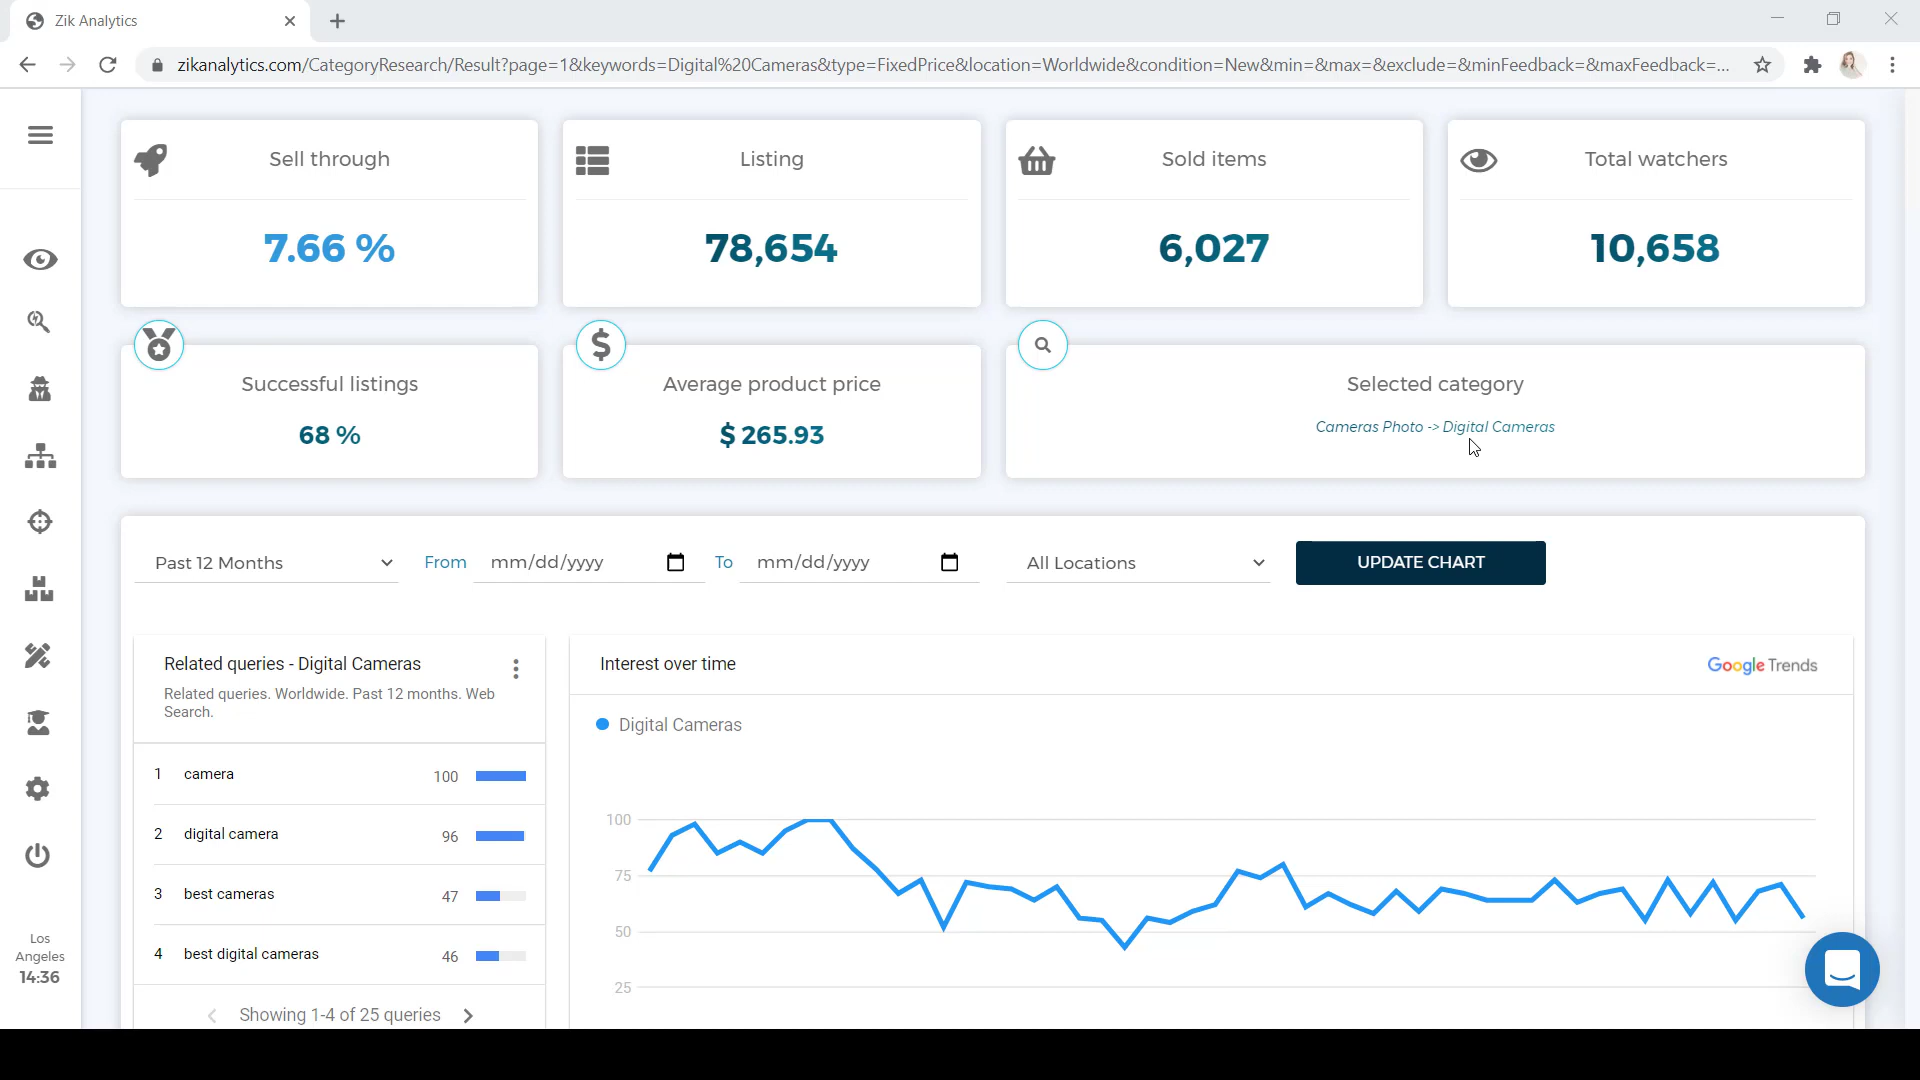 Zik Analytics
zikanalytics.com/CategoryResearch/Result?page=1&keywords=Digital%20Cameras&type=FixedPrice&location=Worldwide&condition=New&min=&max=&exclude=&minFeedback=&maxFeedback=...
Sell through
7.66 %
Listing
78,654
Sold items
6,027
Total watchers
10,658
Successful listings
68 %
Average product price
$ 265.93
Selected category
Cameras Photo -> Digital Cameras
Past 12 Months
From
mm/dd/yyyy
To
mm/dd/yyyy
All Locations
UPDATE CHART
Related queries - Digital Cameras
Related queries. Worldwide. Past 12 months. Web
Search.
1 camera 100
2 digital camera 96
3 best cameras 47
4 best digital cameras 46
Showing 1-4 of 25 queries
Interest over time
Google Trends
Digital Cameras
100
75
50
25
Los
Angeles
14:36